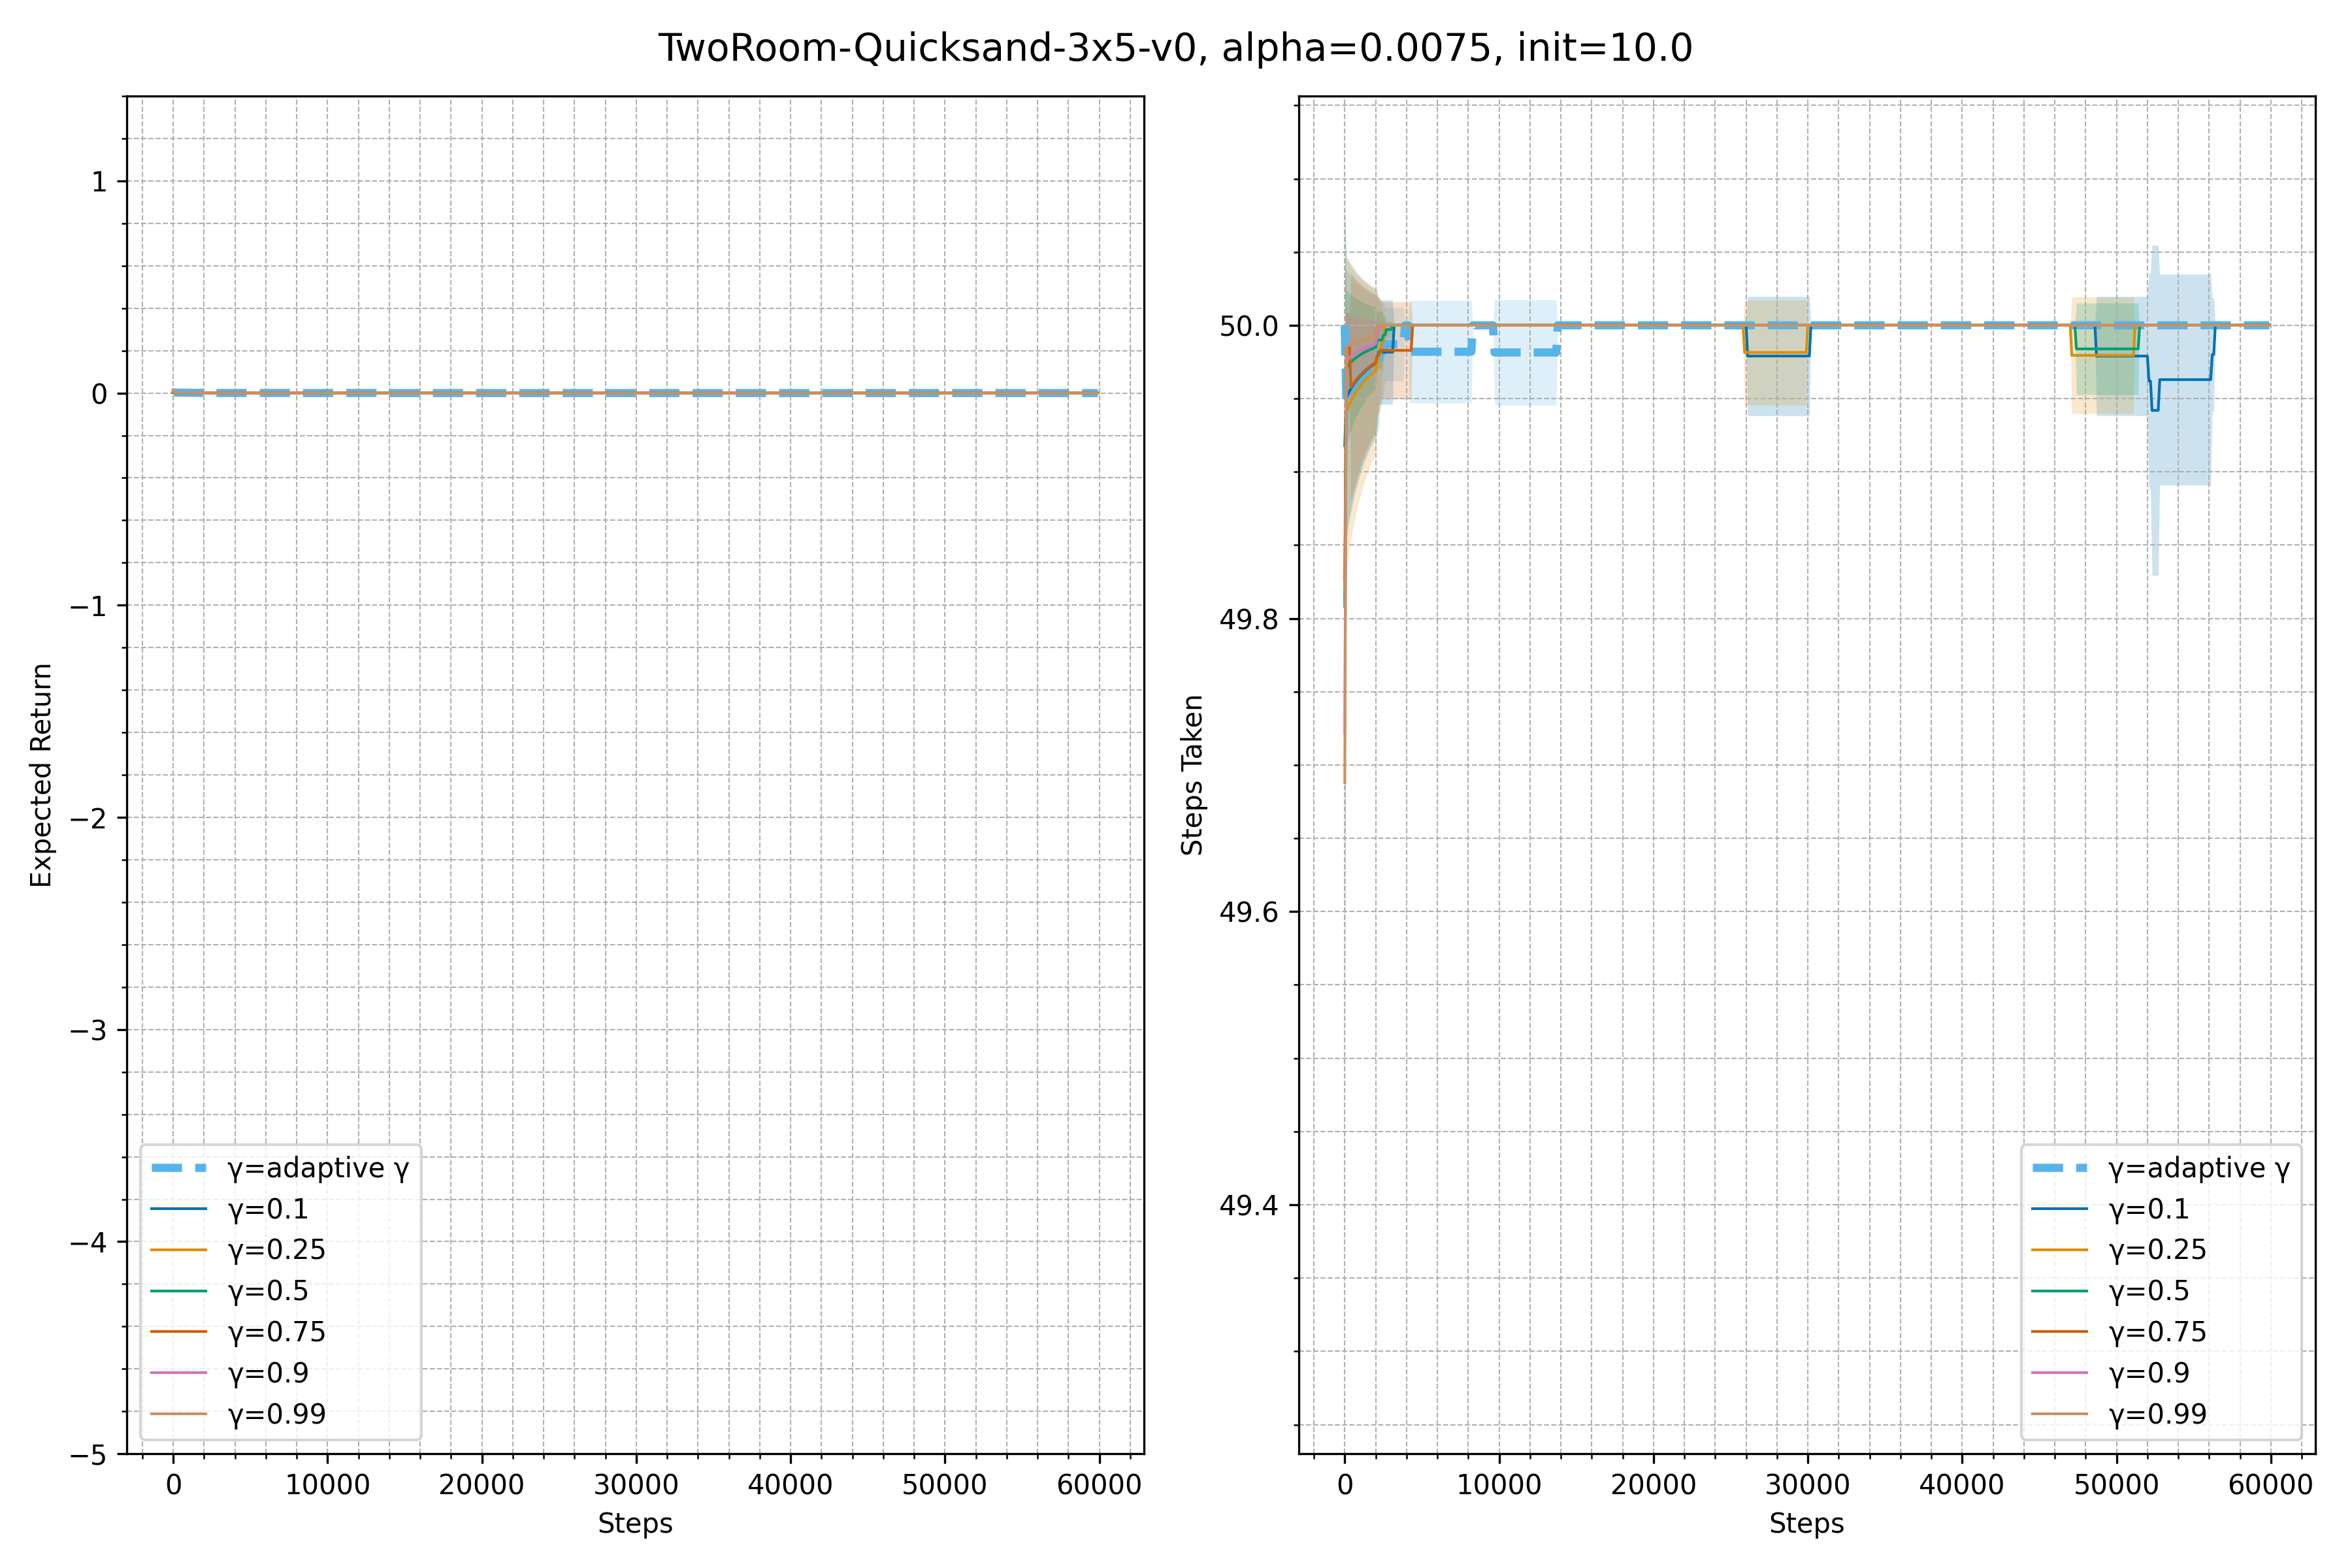 TwoRoom-Quicksand-3x5-v0, alpha=0.0075, init=10.0
Expected Return
1
0
−1
−2
−3
−4
−5
0 10000 20000 30000 40000 50000 60000
Steps
γ=adaptive γ
γ=0.1
γ=0.25
γ=0.5
γ=0.75
γ=0.9
γ=0.99
Steps Taken
50.0
49.8
49.6
49.4
0 10000 20000 30000 40000 50000 60000
Steps
γ=adaptive γ
γ=0.1
γ=0.25
γ=0.5
γ=0.75
γ=0.9
γ=0.99